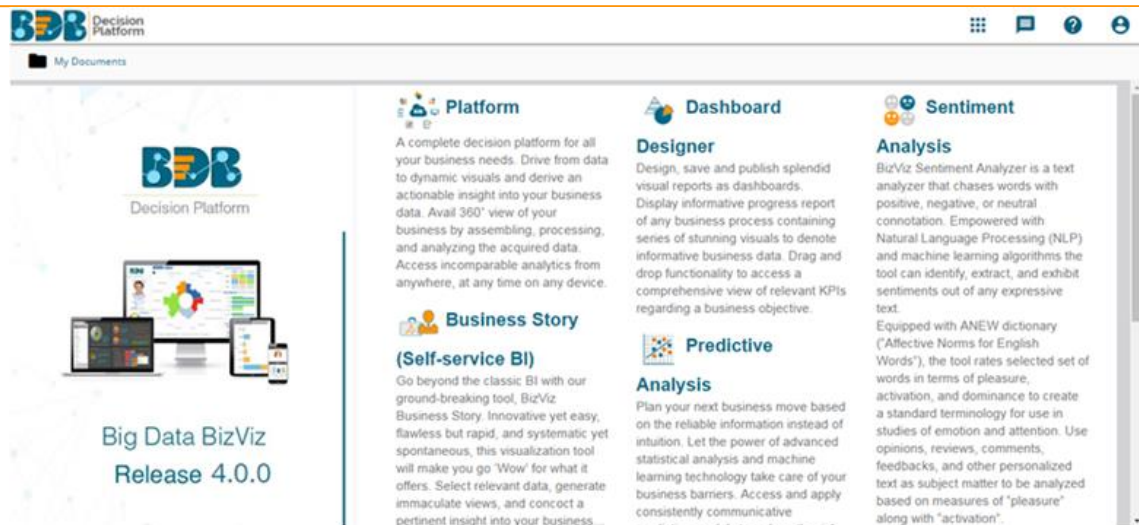 BDB Decision
Platform
My Documents
BDB
Decision Platform
Big Data BizViz
Release 4.0.0
Platform
A complete decision platform for all
your business needs. Drive from data
to dynamic visuals and derive an
actionable insight into your business
data. Avail 360° view of your
business by assembling, processing,
and analyzing the acquired data.
Access incomparable analytics from
anywhere, at any time on any device.
Business Story
(Self-service BI)
Go beyond the classic BI with our
ground-breaking tool, BizViz
Business Story. Innovative yet easy,
flawless but rapid, and systematic yet
spontaneous, this visualization tool
will make you go 'Wow' for what it
offers. Select relevant data, generate
immaculate views, and concoct a
pertinent insight into your business
Dashboard
Designer
Design, save and publish splendid
visual reports as dashboards.
Display informative progress report
of any business process containing
series of stunning visuals to denote
informative business data. Drag and
drop functionality to access a
comprehensive view of relevant KPIs
regarding a business objective.
Predictive
Analysis
Plan your next business move based
on the reliable information instead of
intuition. Let the power of advanced
statistical analysis and machine
learning technology take care of your
business barriers. Access and apply
consistently communicative
Sentiment
Analysis
BizViz Sentiment Analyzer is a text
analyzer that chases words with
positive, negative, or neutral
connotation. Empowered with
Natural Language Processing (NLP)
and machine learning algorithms the
tool can identify, extract, and exhibit
sentiments out of any expressive
text.
Equipped with ANEW dictionary
("Affective Norms for English
Words"), the tool rates selected set of
words in terms of pleasure,
activation, and dominance to create
a standard terminology for use in
studies of emotion and attention. Use
opinions, reviews, comments,
feedbacks, and other personalized
text as subject matter to be analyzed
based on measures of "pleasure"
along with "activation".